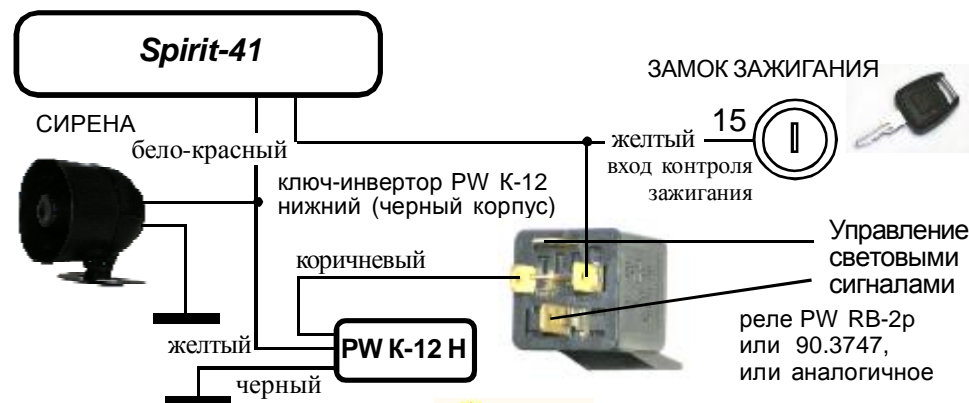 Spirit-41
ЗАМОК ЗАЖИГАНИЯ
СИРЕНА
бело-красный
желтый 15
вход контроля
зажигания
ключ-инвертор PW К-12
нижний (черный корпус)
коричневый
Управление
световыми
сигналами
реле PW RB-2p
или 90.3747,
или аналогичное
желтый
PW К-12 Н
черный